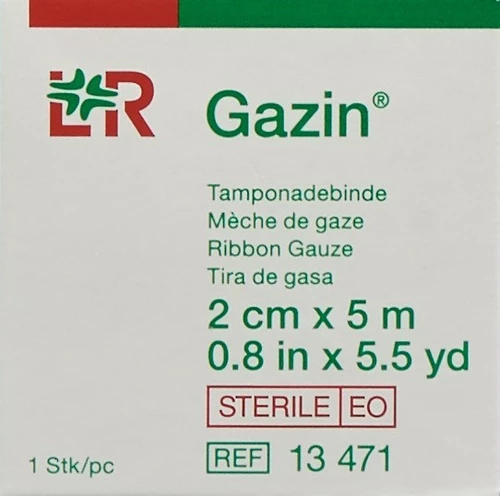 L R
Gazin®
Tamponadebinde
Mèche de gaze
Ribbon Gauze
Tira de gasa
2 cm x 5 m
0.8 in x 5.5 yd
STERILE EO
1 Stk/pc REF 13 471